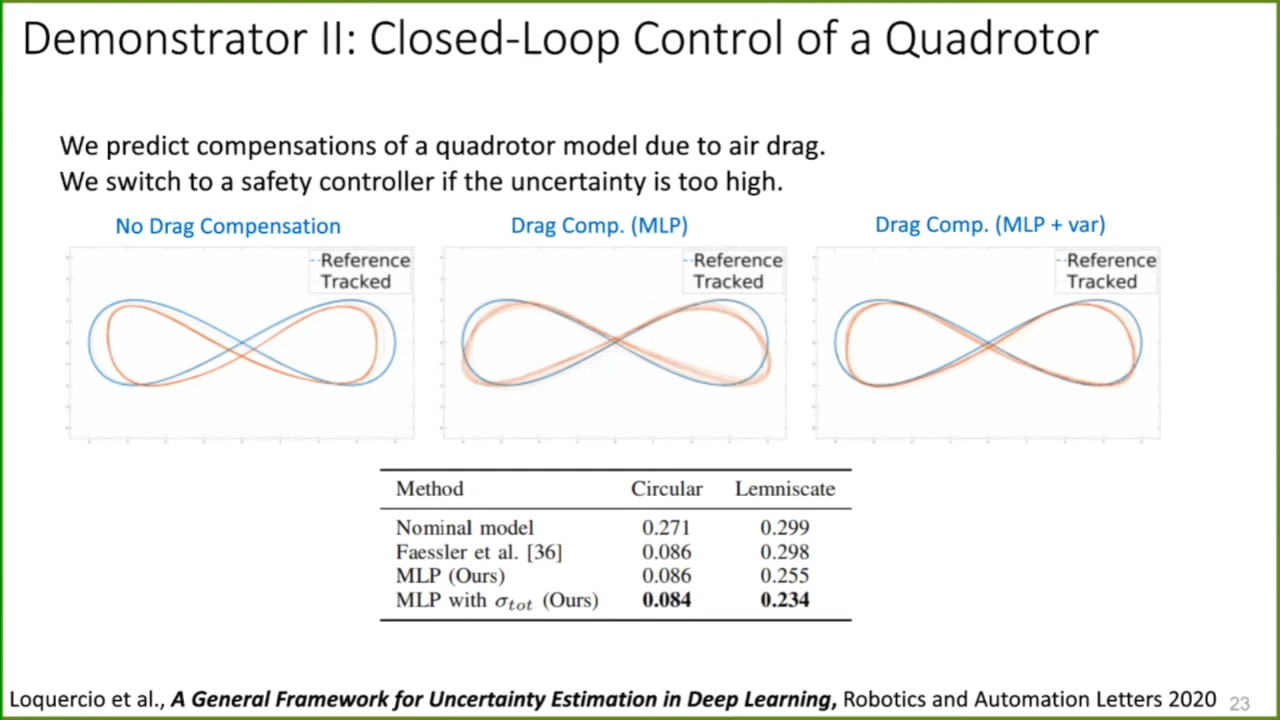 Demonstrator II: Closed-Loop Control of a Quadrotor
We predict compensations of a quadrotor model due to air drag.
We switch to a safety controller if the uncertainty is too high.
No Drag Compensation
Drag Comp. (MLP)
Drag Comp. (MLP + var)
Reference
Tracked
Reference
Tracked
Reference
Tracked
Method Circular Lemniscate
Nominal model 0.271 0.299
Faessler et al. [36] 0.086 0.298
MLP (Ours) 0.086 0.255
MLP with σtot (Ours) 0.084 0.234
Loquercio et al., A General Framework for Uncertainty Estimation in Deep Learning, Robotics and Automation Letters 2020 23